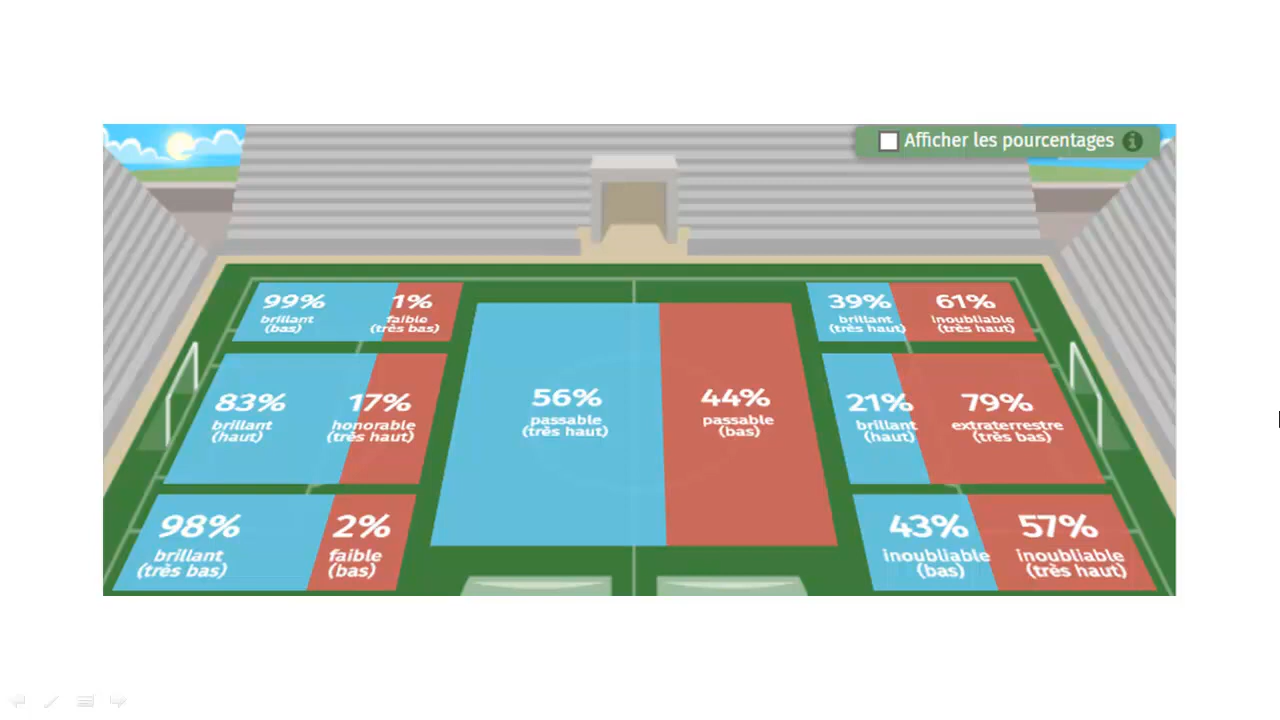 Afficher les pourcentages
99%
brillant
(bas)
1%
faible
(très bas)
39%
brillant
(très haut)
61%
inoubliable
(très haut)
83%
brillant
(haut)
17%
honorable
(très haut)
56%
passable
(très haut)
44%
passable
(bas)
21%
brillant
(haut)
79%
extraterrestre
(très bas)
98%
brillant
(très bas)
2%
faible
(bas)
43%
inoubliable
(bas)
57%
inoubliable
(très haut)